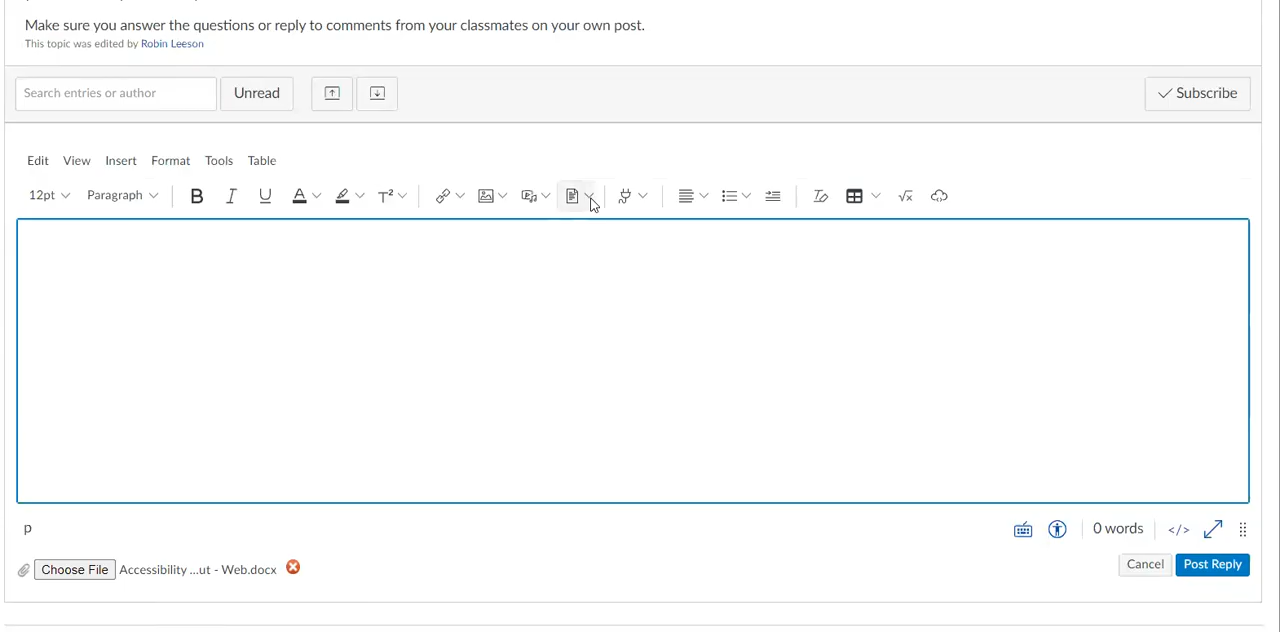 Make sure you answer the questions or reply to comments from your classmates on your own post.
This topic was edited by Robin Leeson
Search entries or author Unread Subscribe
Edit View Insert Format Tools Table
12pt Paragraph B I U A T²
p 0 words </>
Choose File Accessibility ...ut - Web.docx Cancel Post Reply